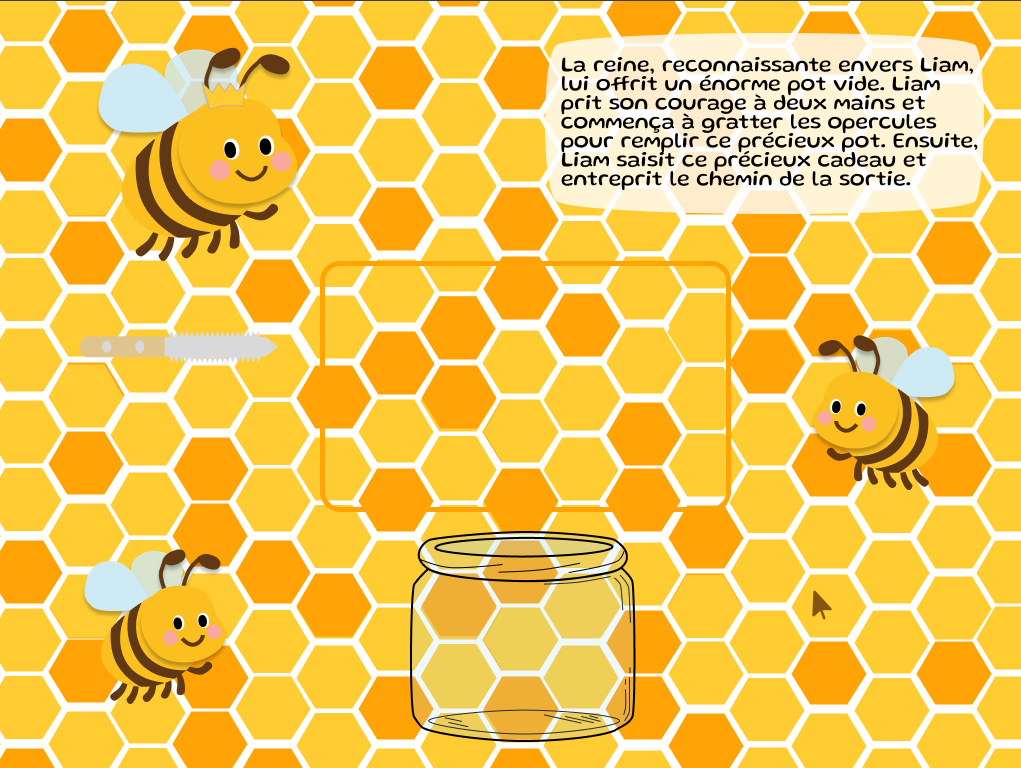 La reine, reconnaissante envers Liam,
lui offrit un énorme pot vide. Liam
prit son courage à deux mains et
commença à gratter les opercules
pour remplir ce précieux pot. Ensuite,
Liam saisit ce précieux cadeau et
entreprit le chemin de la sortie.